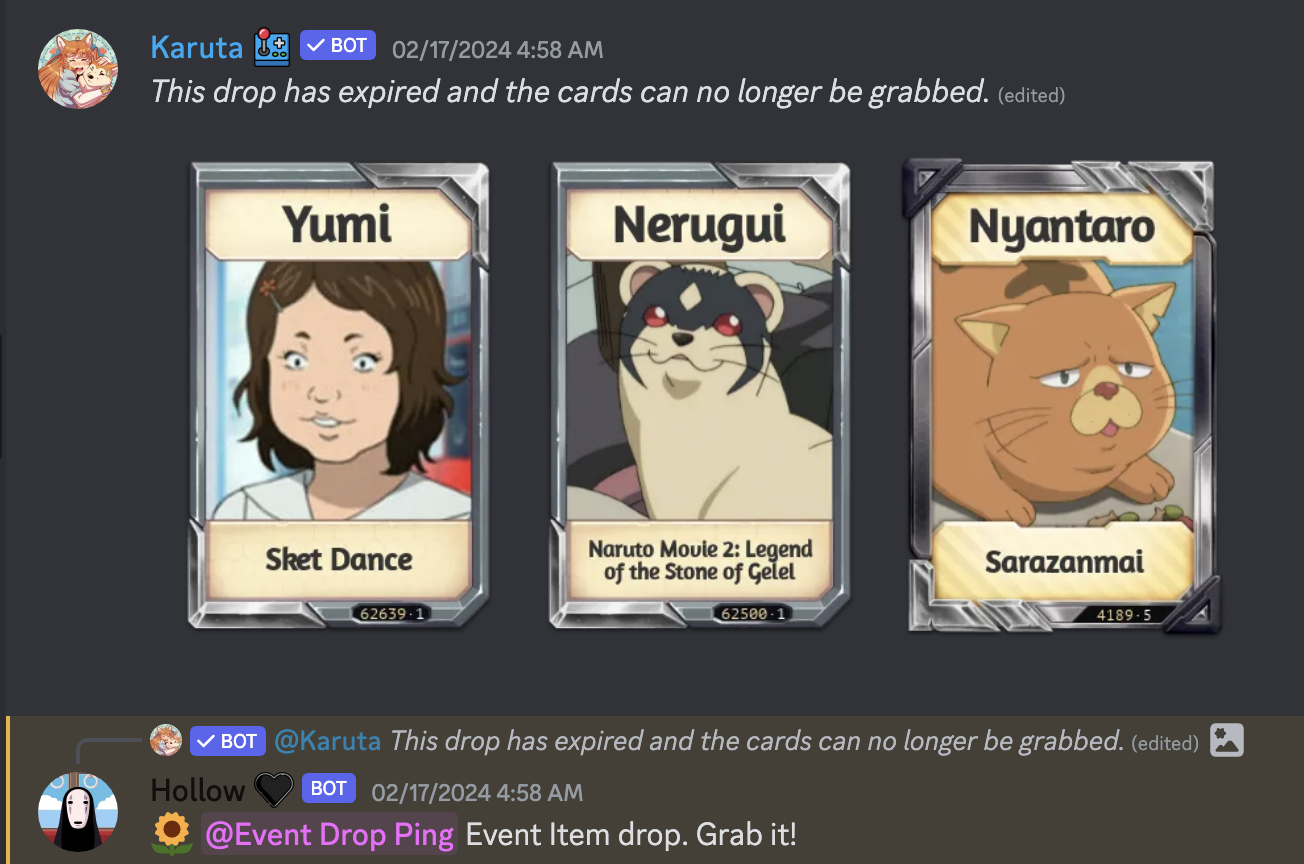 Karuta BOT 02/17/2024 4:58 AM
This drop has expired and the cards can no longer be grabbed. (edited)
Yumi
Sket Dance
62639·1
Nerugui
Naruto Movie 2: Legend
of the Stone of Gelel
62500·1
Nyantaro
Sarazanmai
4189·5
BOT @Karuta This drop has expired and the cards can no longer be grabbed. (edited)
Hollow BOT 02/17/2024 4:58 AM
@Event Drop Ping Event Item drop. Grab it!